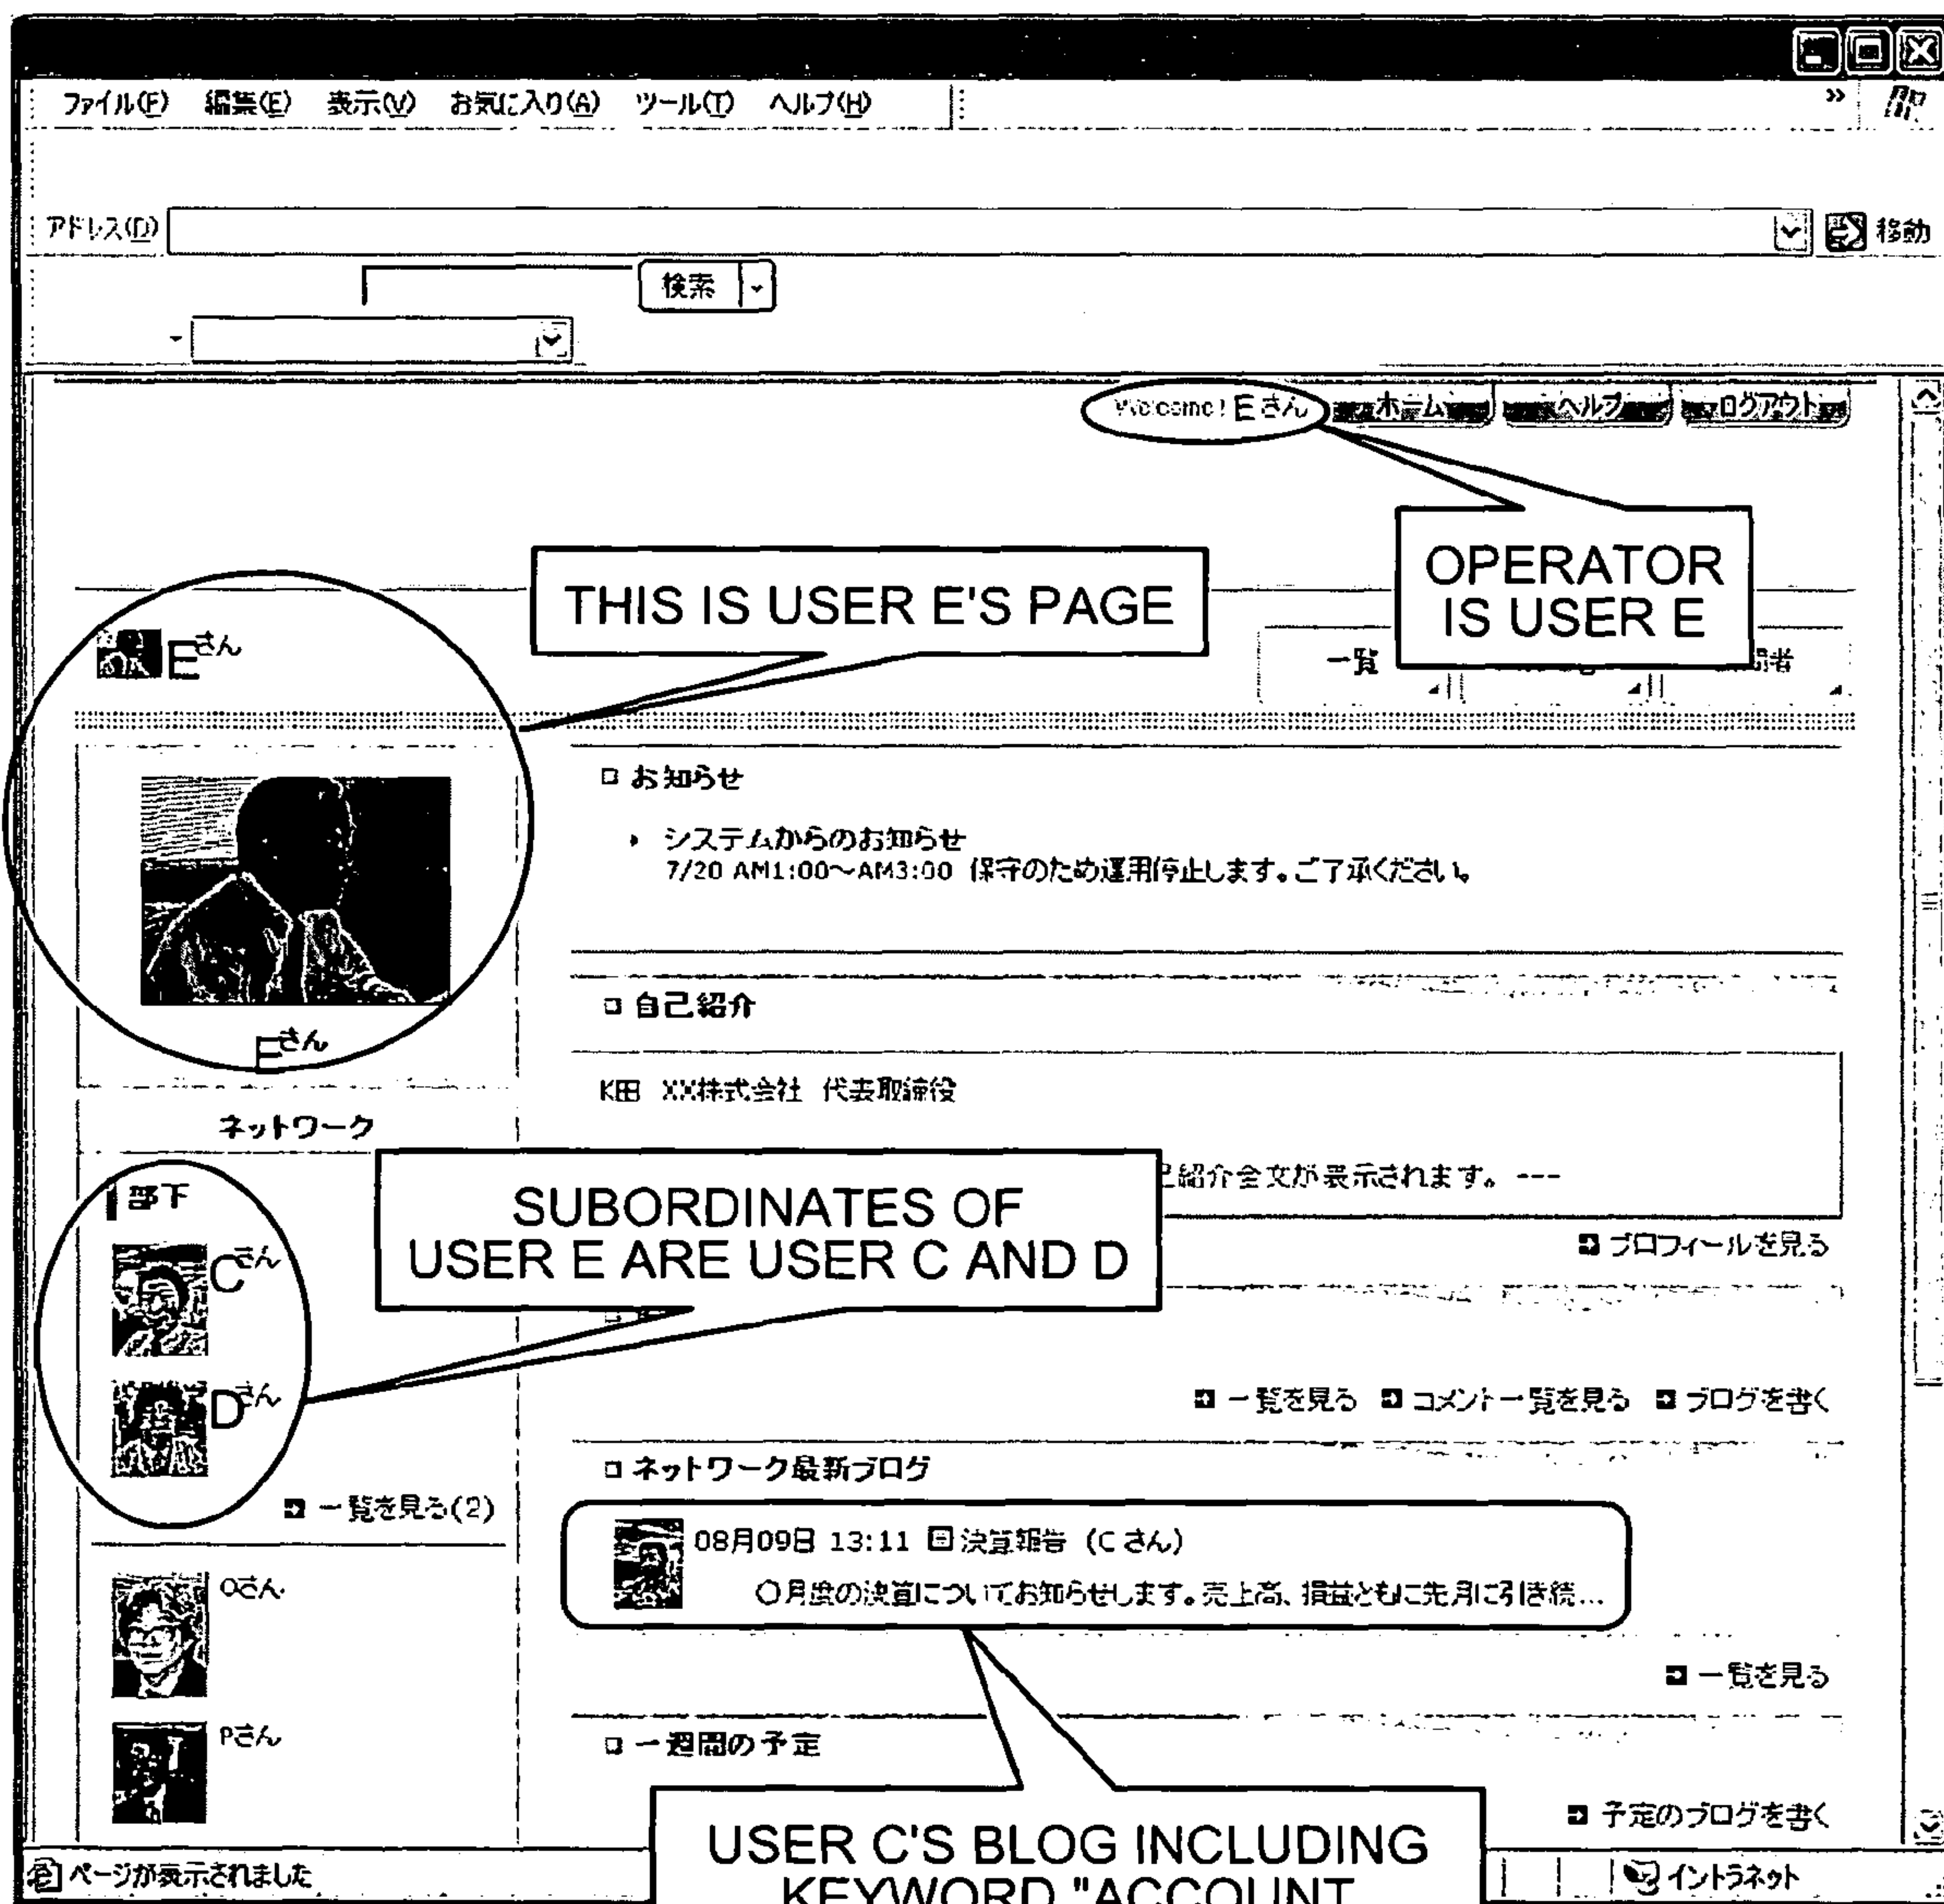 ファイル(F) 編集(E) 表示(V) お気に入り(A) ツール(T) ヘルプ(H)
アドレス(D)
移動
検索
Welcome! Eさん ホーム ヘルプ ログアウト
OPERATOR
IS USER E
THIS IS USER E'S PAGE
Eさん
一覧
お知らせ
システムからのお知らせ
7/20 AM1:00～AM3:00 保守のため運用停止します。ご了承ください。
自己紹介
Eさん
K田 XX株式会社 代表取締役
ネットワーク
己紹介全文が表示されます。 ---
部下
SUBORDINATES OF
USER E ARE USER C AND D
プロフィールを見る
Cさん
Dさん
一覧を見る コメント一覧を見る ブログを書く
ネットワーク最新ブログ
一覧を見る(2)
08月09日 13:11 決算報告 (Cさん)
○月度の決算についてお知らせします。売上高、損益ともに先月に引き続...
Oさん
一覧を見る
Pさん
一週間の予定
予定のブログを書く
USER C'S BLOG INCLUDING
KEYWORD "ACCOUNT
ページが表示されました
イントラネット